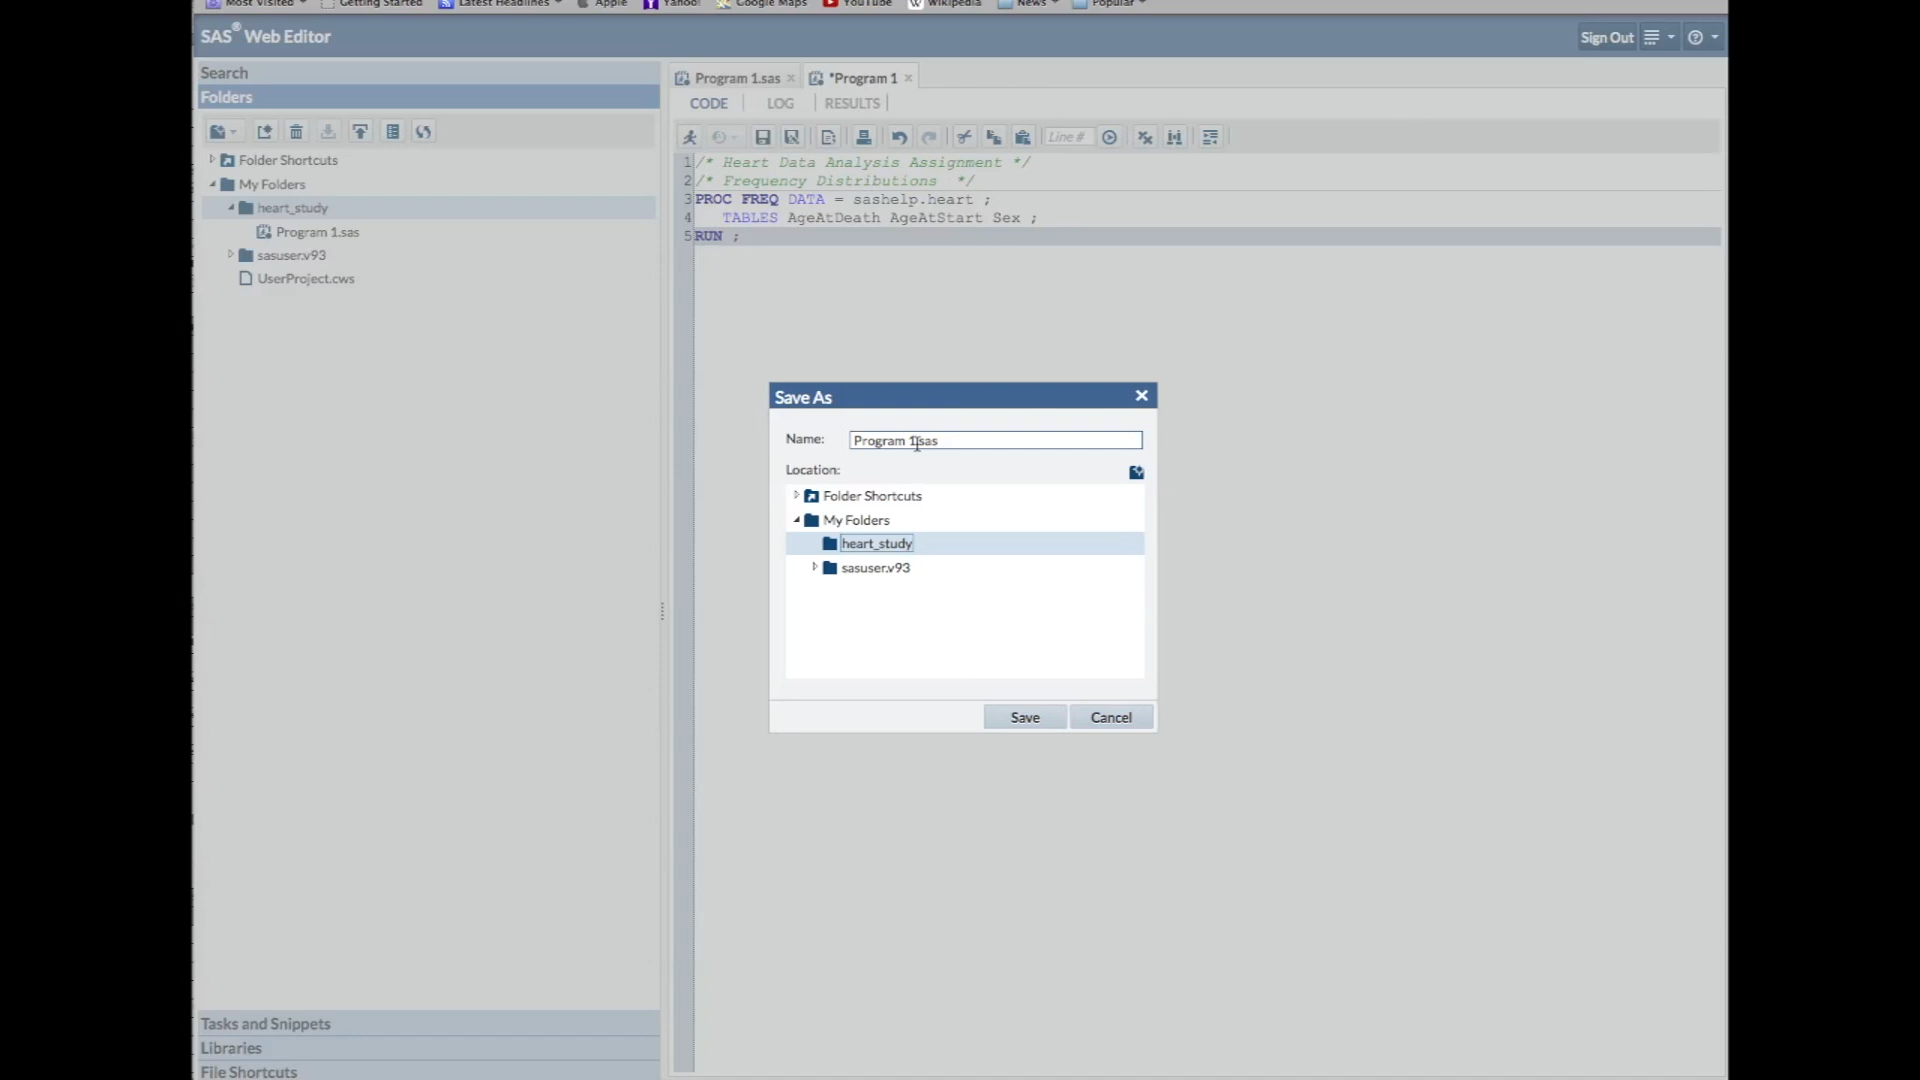 Most Visited
Getting Started
Latest Headlines
Apple
Yahoo!
Google Maps
YouTube
Wikipedia
News
Popular
SAS® Web Editor
Sign Out
Search
Folders
Folder Shortcuts
My Folders
heart_study
Program 1.sas
sasuser.v93
UserProject.cws
Tasks and Snippets
Libraries
File Shortcuts
Program 1.sas
*Program 1
CODE
LOG
RESULTS
Line #
1 /* Heart Data Analysis Assignment */
2 /* Frequency Distributions */
3 PROC FREQ DATA = sashelp.heart ;
4 TABLES AgeAtDeath AgeAtStart Sex ;
5 RUN ;
Save As
Name: Program 1.sas
Location:
Folder Shortcuts
My Folders
heart_study
sasuser.v93
Save
Cancel